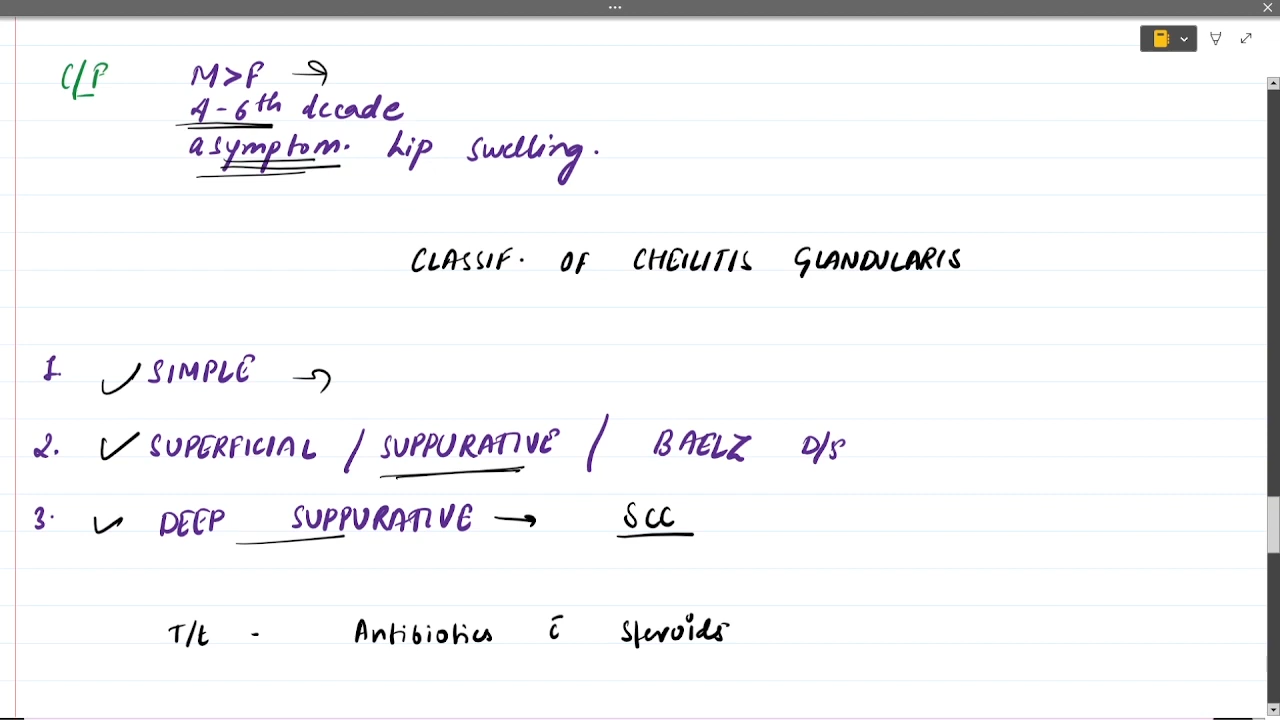 C/P M>F →
4-6th decade
asymptom. Lip swelling.
CLASSIF. OF CHEILITIS GLANDULARIS
1. ✓ SIMPLE →
2. ✓ SUPERFICIAL / SUPPURATIVE / BAELZ D/S
3. ✓ DEEP SUPPURATIVE → SCC
T/t - Antibiotics c̄ steroids